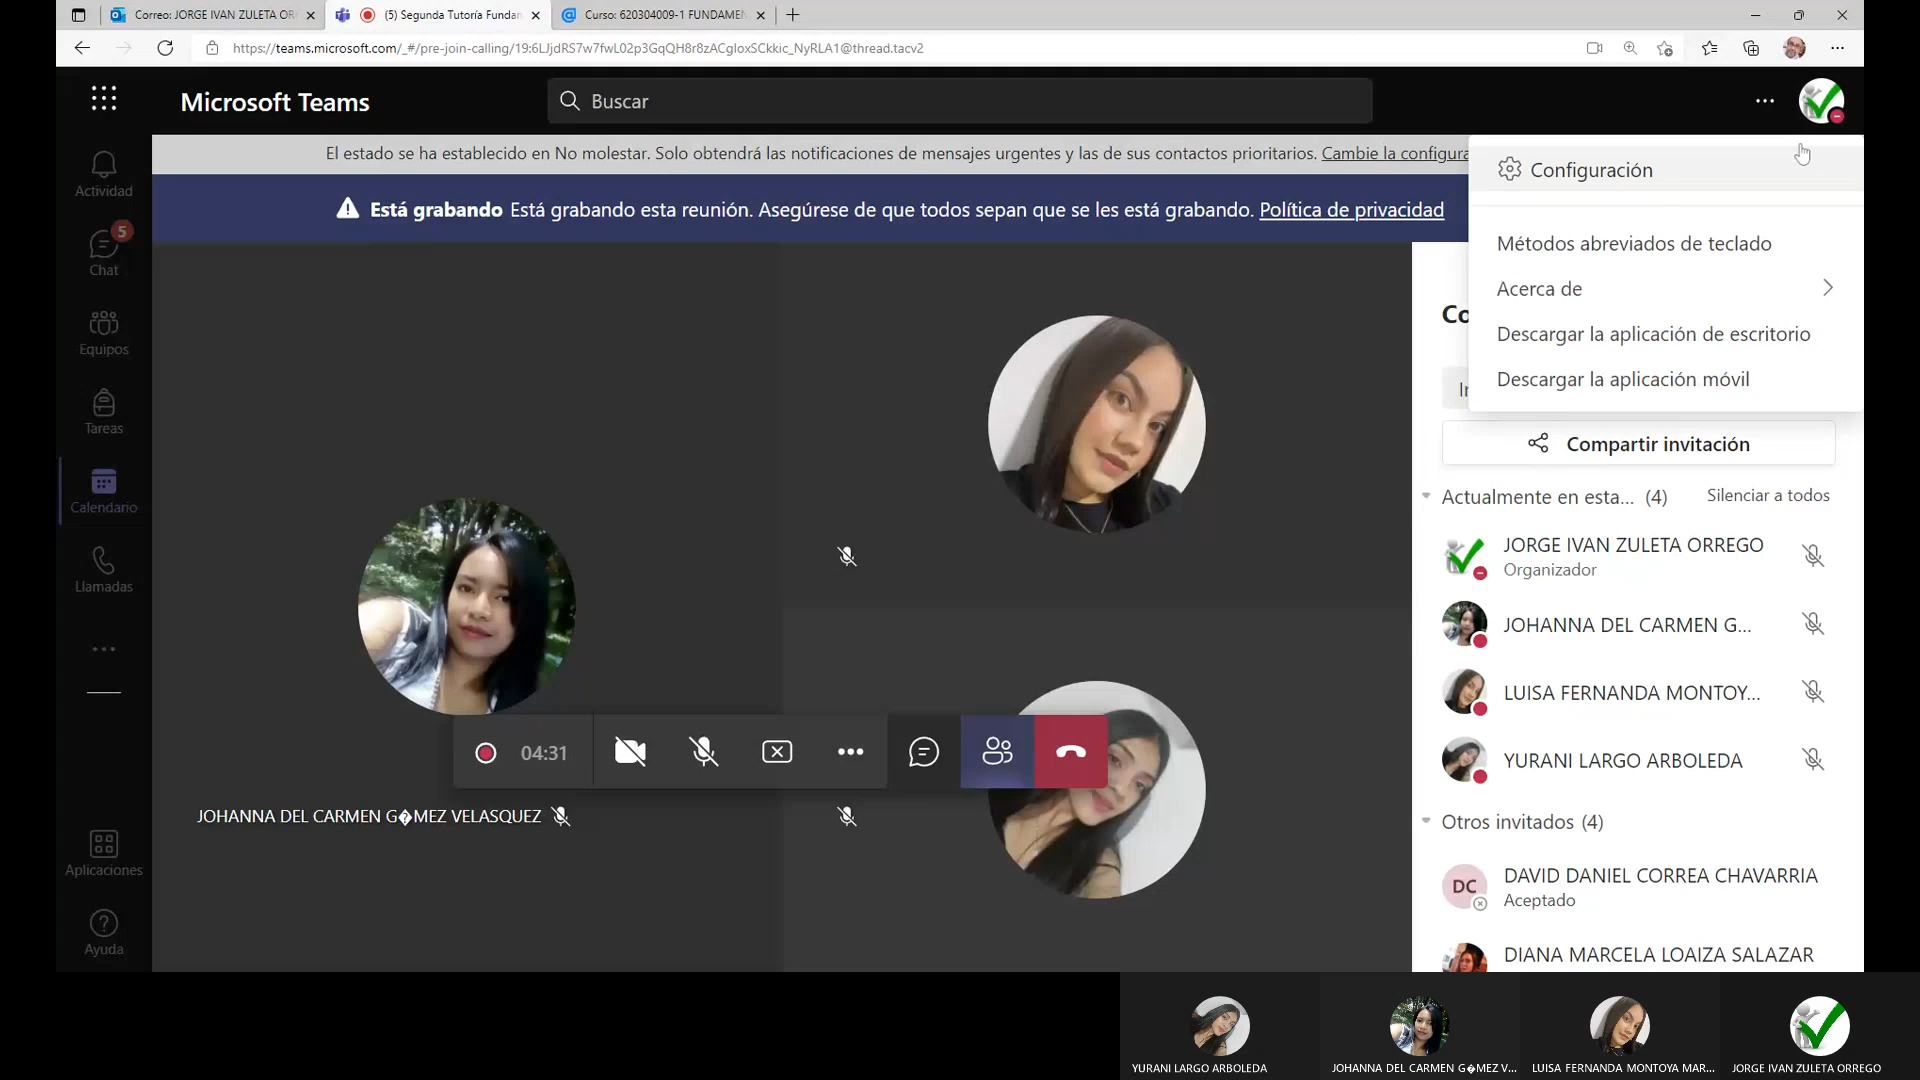 Correo: JORGE IVAN ZULETA OR
(5) Segunda Tutoría Fundam
Curso: 620304009-1 FUNDAMEN
https://teams.microsoft.com/_#/pre-join-calling/19:6LJjdRS7w7fwL02p3GqQH8r8zACgloxSCkkic_NyRLA1@thread.tacv2
Microsoft Teams
Buscar
El estado se ha establecido en No molestar. Solo obtendrá las notificaciones de mensajes urgentes y las de sus contactos prioritarios. Cambie la configura
Está grabando Está grabando esta reunión. Asegúrese de que todos sepan que se les está grabando. Política de privacidad
Configuración
Métodos abreviados de teclado
Acerca de
Descargar la aplicación de escritorio
Descargar la aplicación móvil
Actividad
5
Chat
Equipos
Tareas
Calendario
Llamadas
Aplicaciones
Ayuda
04:31
JOHANNA DEL CARMEN G�MEZ VELASQUEZ
Co
In
Compartir invitación
Actualmente en esta... (4)
Silenciar a todos
JORGE IVAN ZULETA ORREGO
Organizador
JOHANNA DEL CARMEN G...
LUISA FERNANDA MONTOY...
YURANI LARGO ARBOLEDA
Otros invitados (4)
DC
DAVID DANIEL CORREA CHAVARRIA
Aceptado
DIANA MARCELA LOAIZA SALAZAR
YURANI LARGO ARBOLEDA
JOHANNA DEL CARMEN G�MEZ V...
LUISA FERNANDA MONTOYA MAR...
JORGE IVAN ZULETA ORREGO